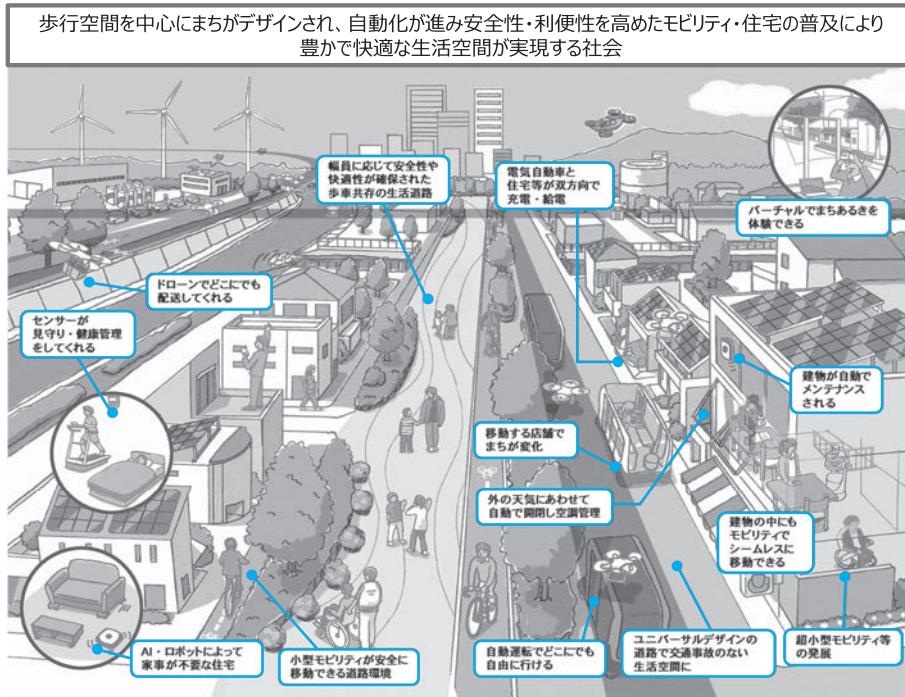 歩行空間を中心にまちがデザインされ、自動化が進み安全性・利便性を高めたモビリティ・住宅の普及により
豊かで快適な生活空間が実現する社会
幅員に応じて安全性や
快適性が確保された
歩車共存の生活道路
電気自動車と
住宅等が双方向で
充電・給電
バーチャルでまちあるきを
体験できる
ドローンでどこにでも
配送してくれる
センサーが
見守り・健康管理
をしてくれる
建物が自動で
メンテナンス
される
移動する店舗で
まちが変化
外の天気にあわせて
自動で開閉し空調管理
建物の中にも
モビリティで
シームレスに
移動できる
AI・ロボットによって
家事が不要な住宅
小型モビリティが安全に
移動できる道路環境
自動運転でどこにでも
自由に行ける
ユニバーサルデザインの
道路で交通事故のない
生活空間に
超小型モビリティ等
の発展